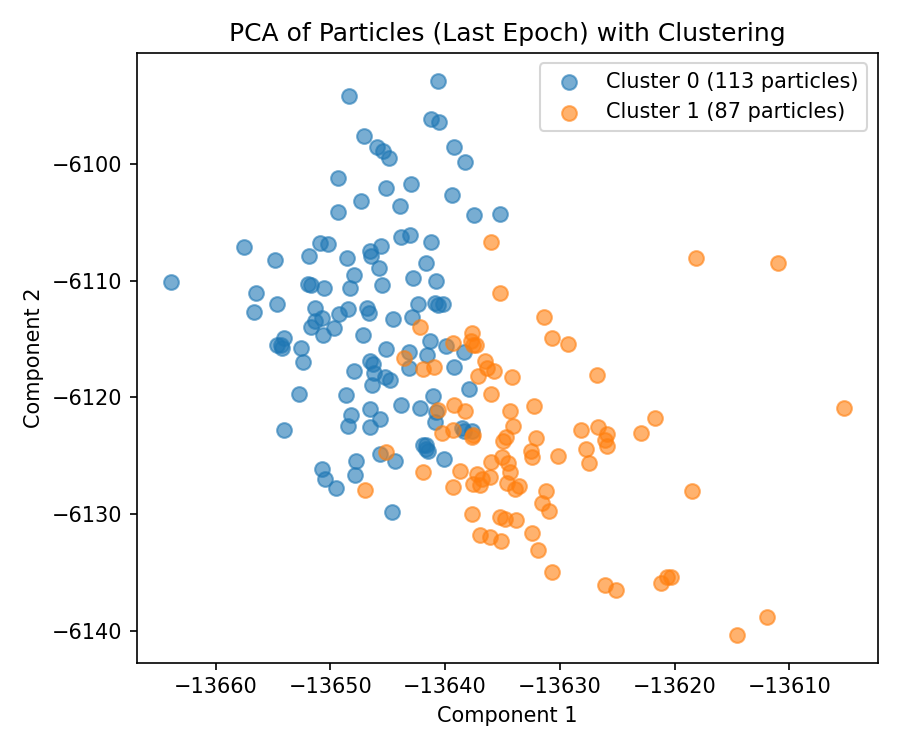 PCA of Particles (Last Epoch) with Clustering
Cluster 0 (113 particles)
Cluster 1 (87 particles)
Component 2
−6100
−6110
−6120
−6130
−6140
−13660
−13650
−13640
−13630
−13620
−13610
Component 1